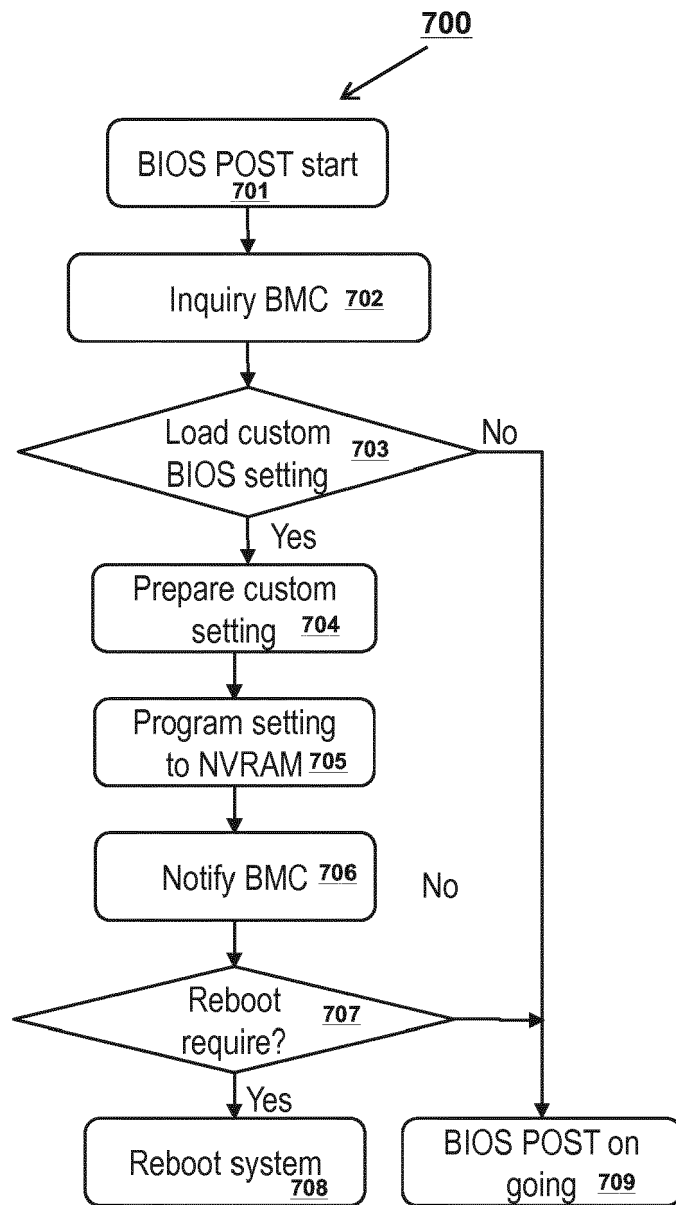 700
BIOS POST start
701
Inquiry BMC 702
Load custom
BIOS setting
703
No
Yes
Prepare custom
setting 704
Program setting
to NVRAM 705
Notify BMC 706
No
Reboot
require?
707
Yes
Reboot system
708
BIOS POST on
going 709